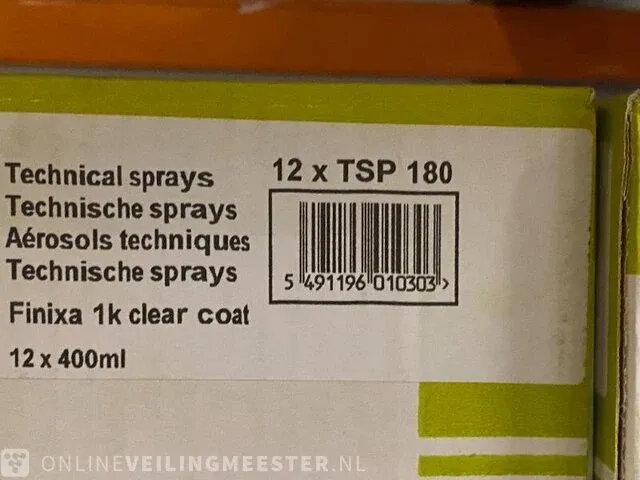 Technical sprays
Technische sprays
Aérosols techniques
Technische sprays
Finixa 1k clear coat
12 x 400ml
12 x TSP 180
5 491196 010303 >
ONLINEVEILINGMEESTER.NL